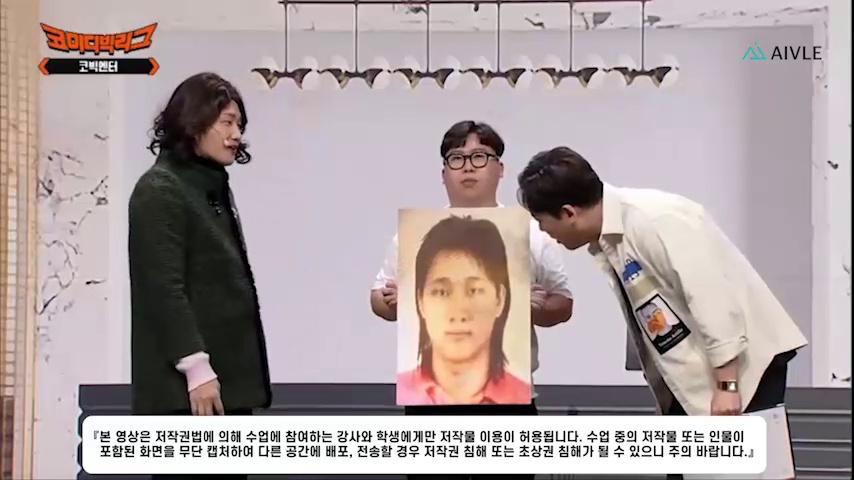 코미디빅리그
코빅엔터
AIVLE
『본 영상은 저작권법에 의해 수업에 참여하는 강사와 학생에게만 저작물 이용이 허용됩니다. 수업 중의 저작물 또는 인물이
포함된 화면을 무단 캡처하여 다른 공간에 배포, 전송할 경우 저작권 침해 또는 초상권 침해가 될 수 있으니 주의 바랍니다.』